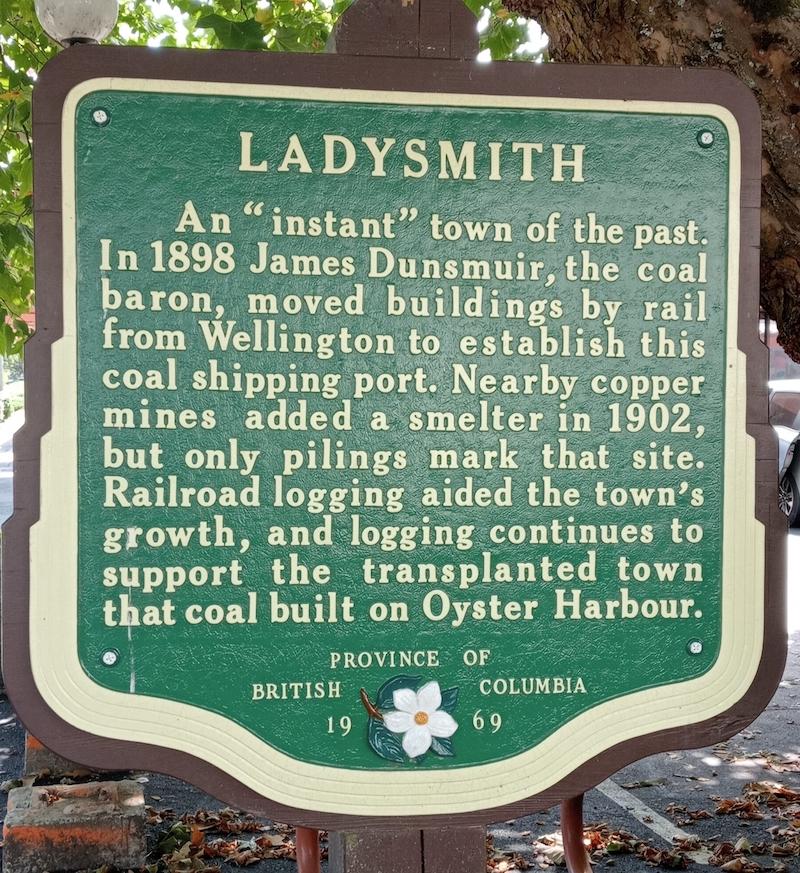 LADYSMITH
An “instant” town of the past.
In 1898 James Dunsmuir, the coal
baron, moved buildings by rail
from Wellington to establish this
coal shipping port. Nearby copper
mines added a smelter in 1902,
but only pilings mark that site.
Railroad logging aided the town's
growth, and logging continues to
support the transplanted town
that coal built on Oyster Harbour.
PROVINCE OF
BRITISH COLUMBIA
19 69